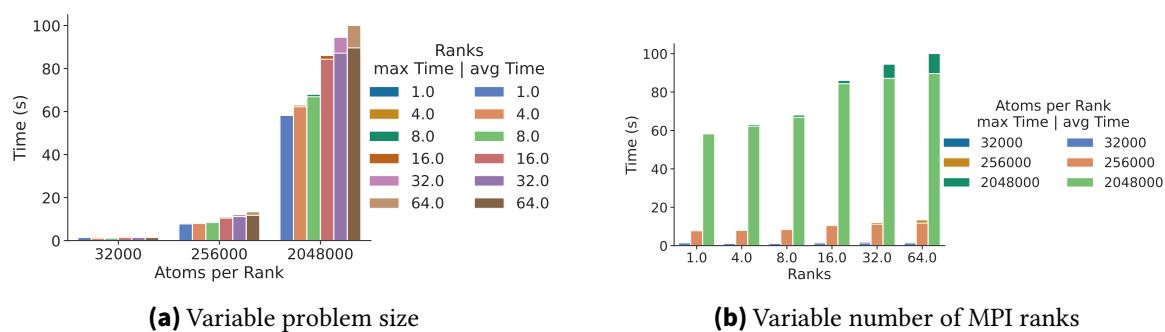 100
80
60
40
20
0
Time (s)
32000 256000 2048000
Atoms per Rank
Ranks
max Time | avg Time
1.0 1.0
4.0 4.0
8.0 8.0
16.0 16.0
32.0 32.0
64.0 64.0
(a) Variable problem size
100
80
60
40
20
0
Time (s)
1.0 4.0 8.0 16.0 32.0 64.0
Ranks
Atoms per Rank
max Time | avg Time
32000 32000
256000 256000
2048000 2048000
(b) Variable number of MPI ranks